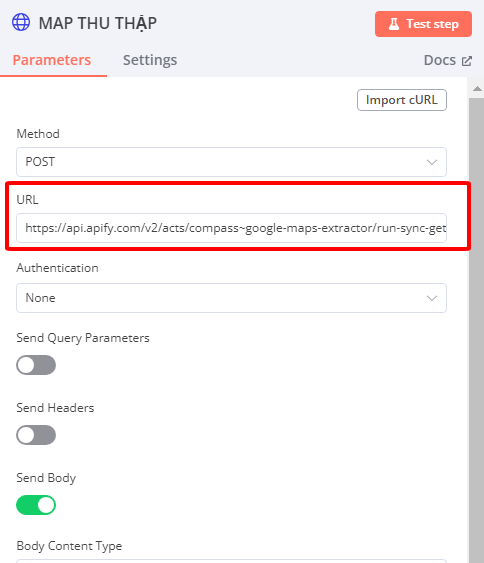 MAP THU THẬP
Test step
Parameters
Settings
Docs
Import cURL
Method
POST
URL
https://api.apify.com/v2/acts/compass~google-maps-extractor/run-sync-get
Authentication
None
Send Query Parameters
Send Headers
Send Body
Body Content Type